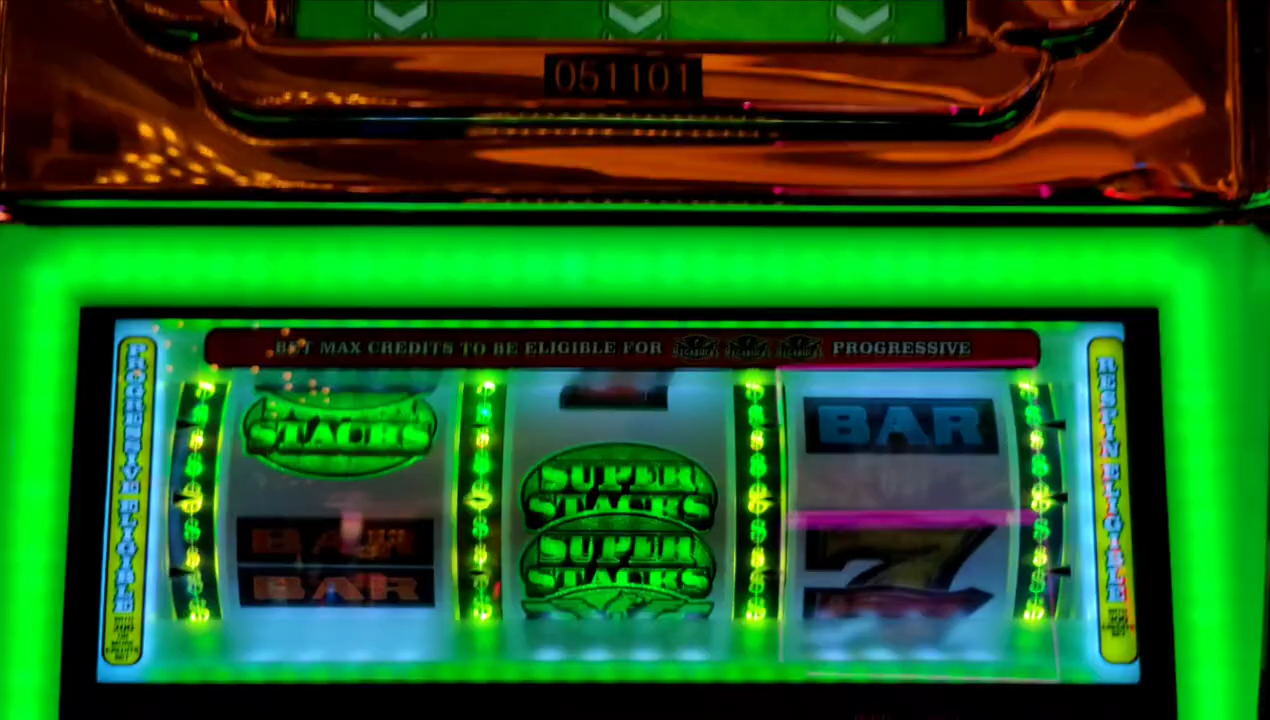 051101
BET MAX CREDITS TO BE ELIGIBLE FOR PROGRESSIVE
PROGRESSIVE ELIGIBLE
RESPIN ELIGIBLE
STACKS
BAR
BAR
SUPER
STACKS
SUPER
STACKS
BAR
7